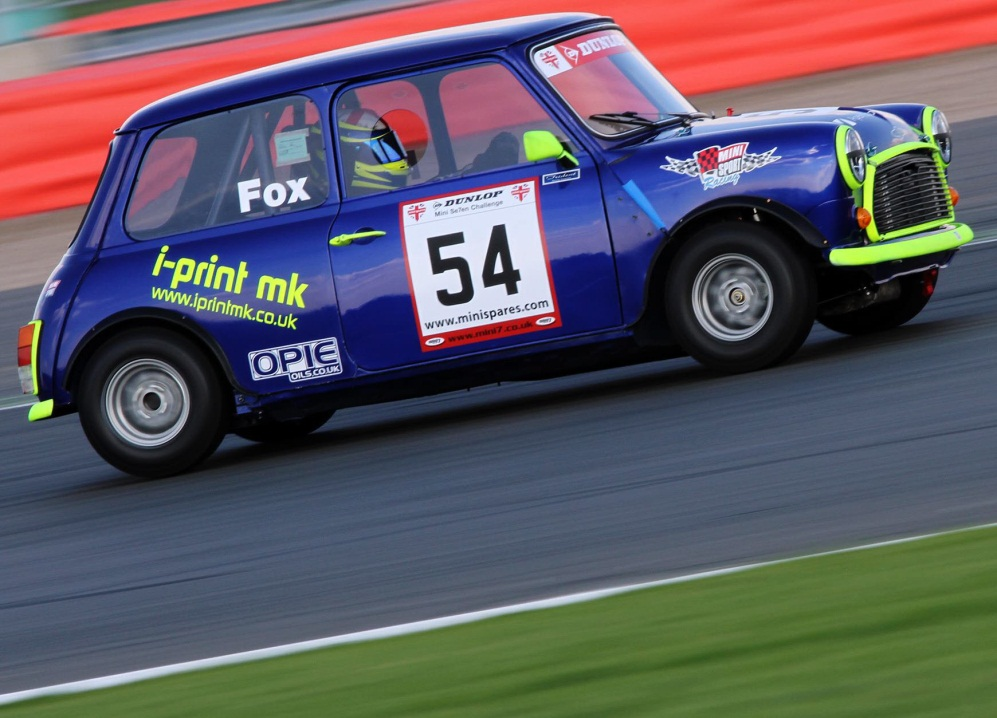 DUNLOP
Fox
MINI
SPORT
Racing
DUNLOP
Mini Se7en Challenge
54
www.minispares.com
www.mini7.co.uk
i-print mk
www.iprintmk.co.uk
OPIE
OILS.CO.UK